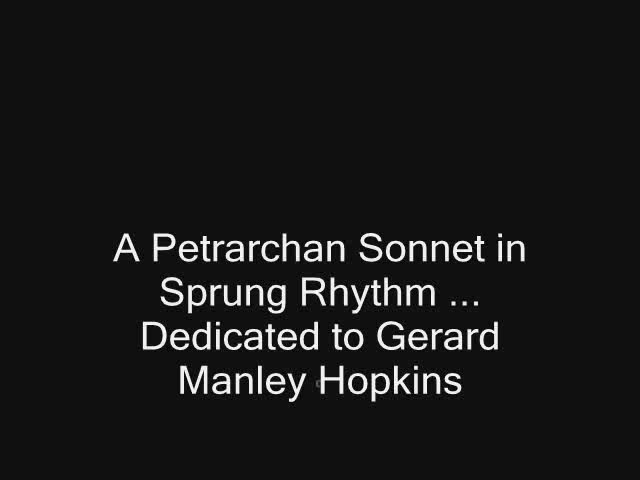 A Petrarchan Sonnet in
Sprung Rhythm ...
Dedicated to Gerard
Manley Hopkins